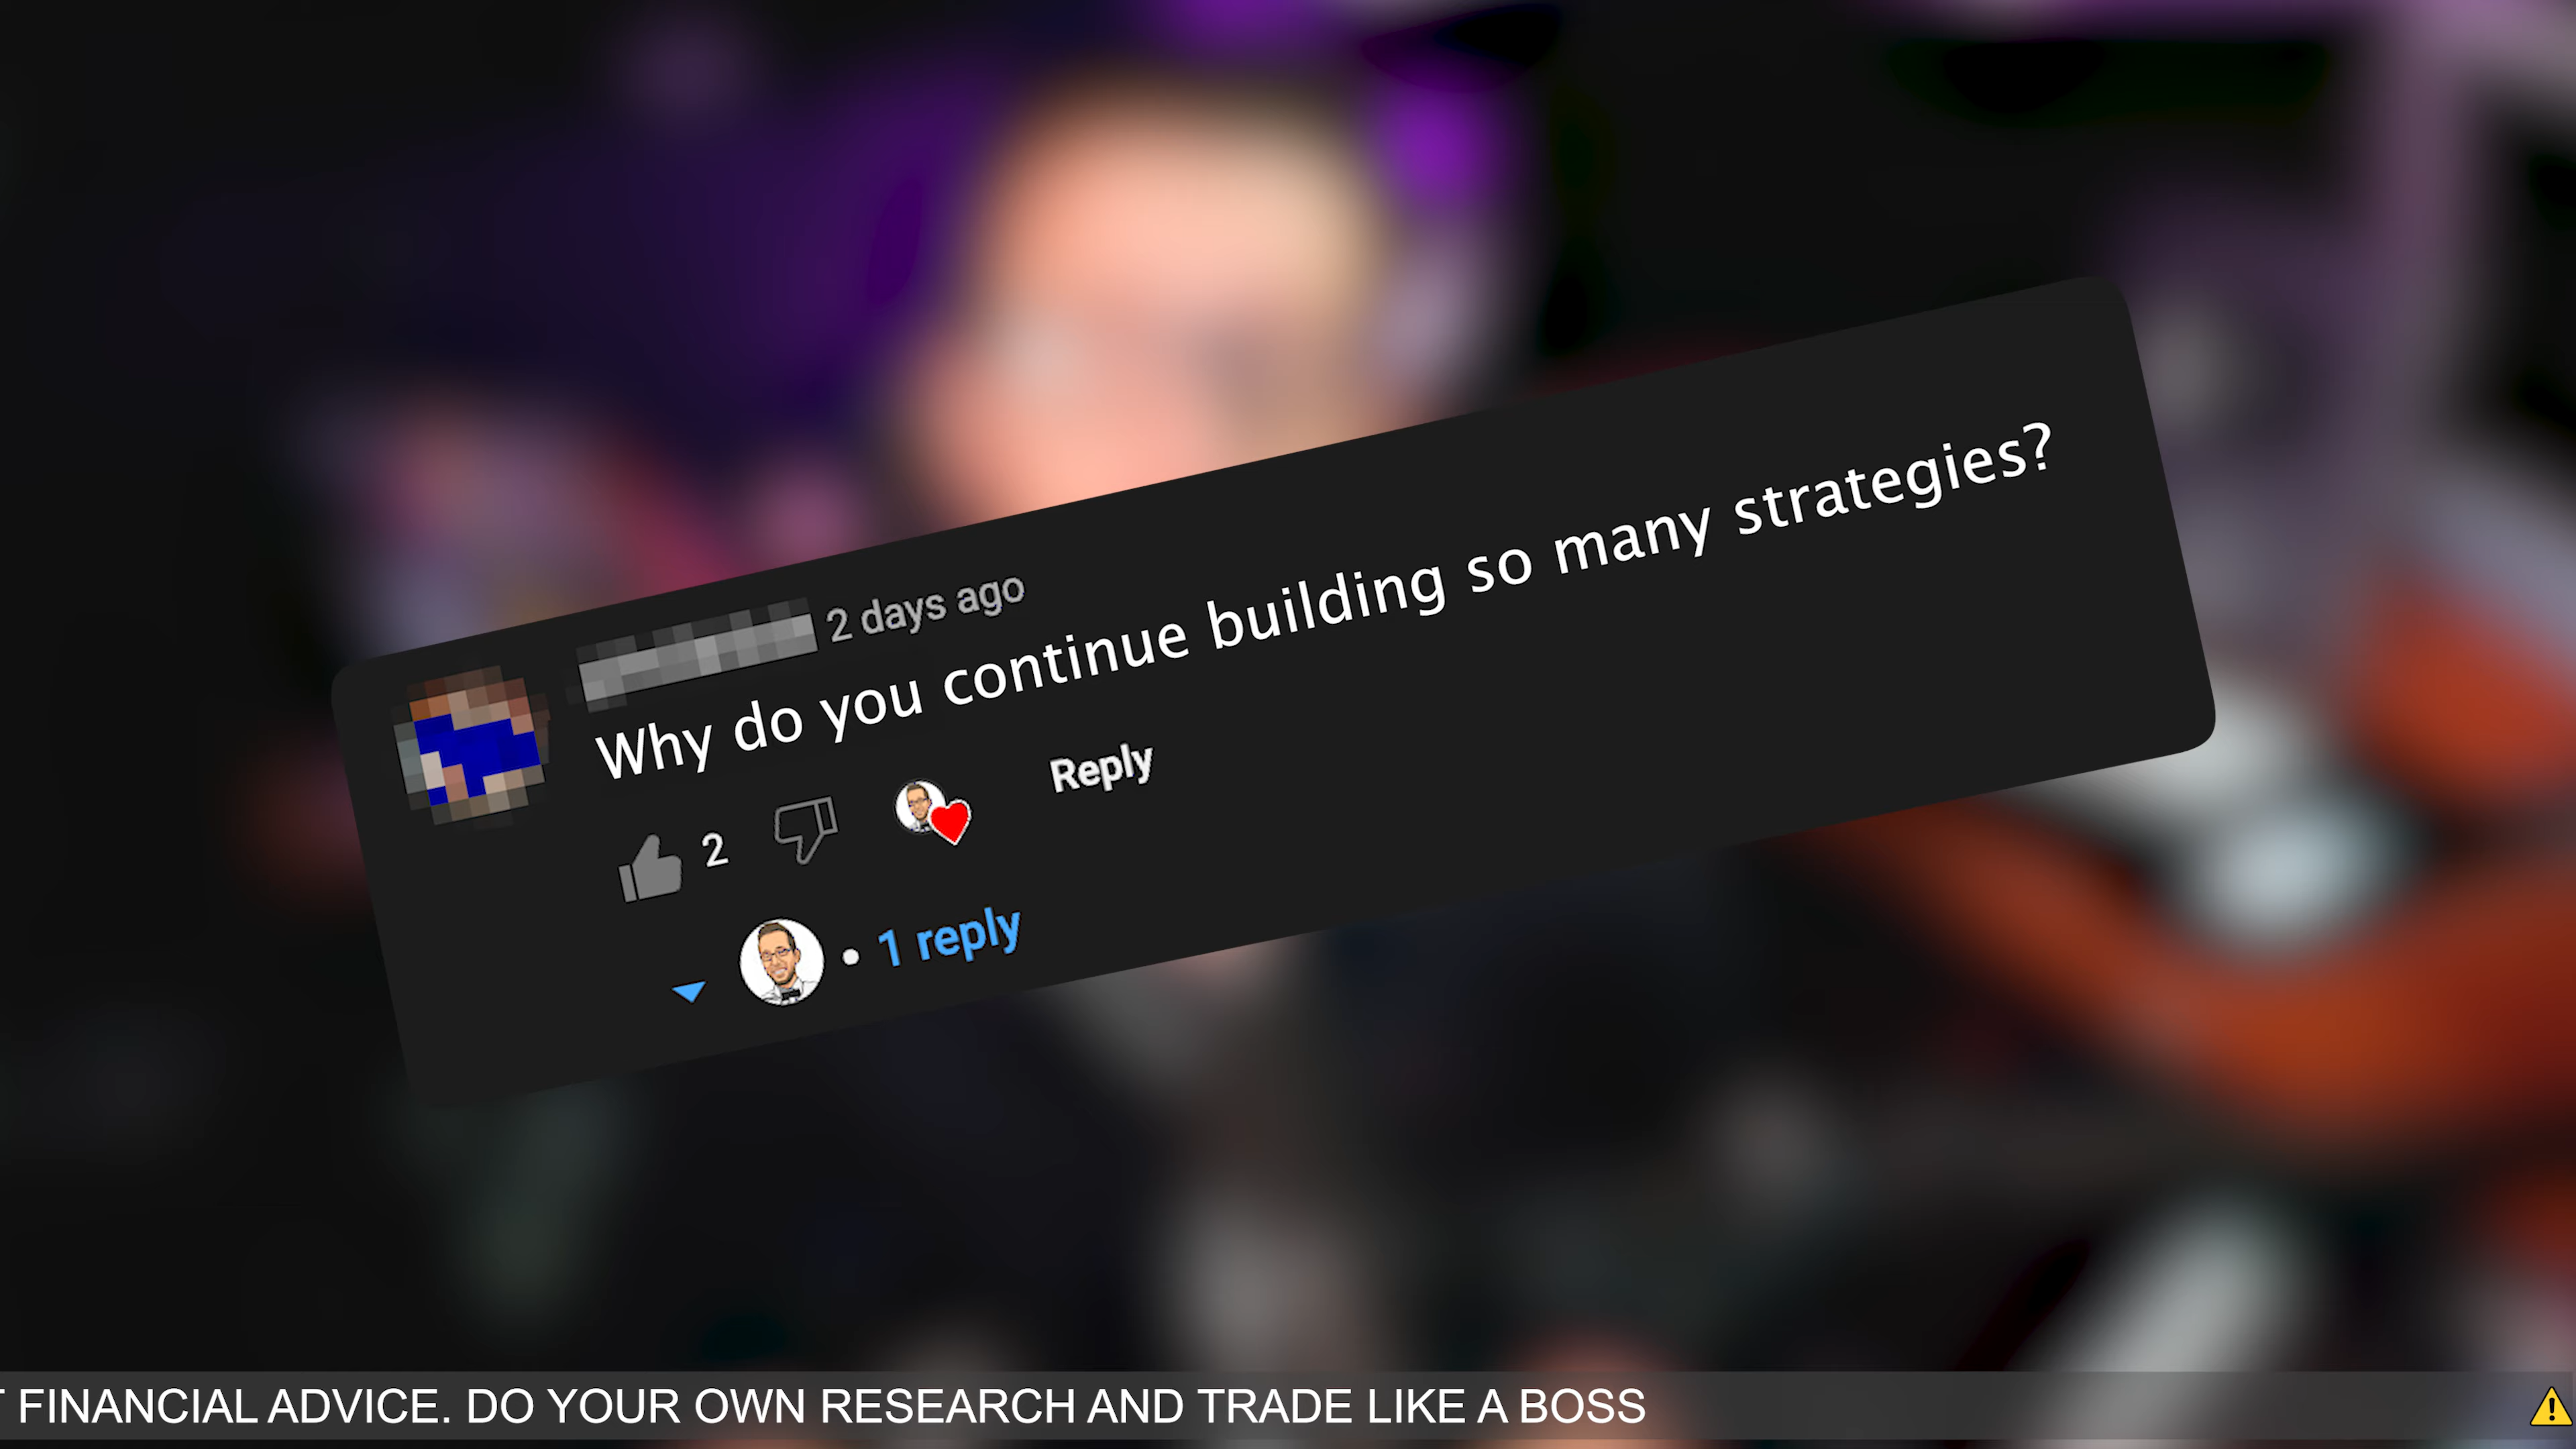 2 days ago
Why do you continue building so many strategies?
2
Reply
1 reply
FINANCIAL ADVICE. DO YOUR OWN RESEARCH AND TRADE LIKE A BOSS